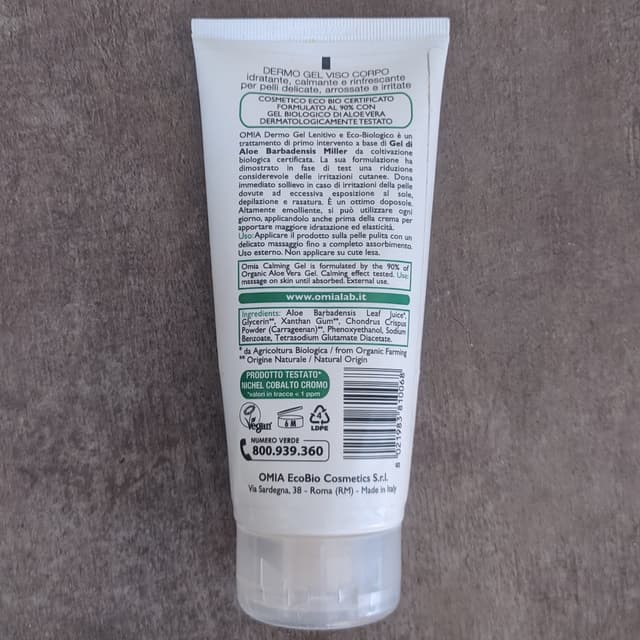 DERMO GEL VISO CORPO
idratante, calmante e rinfrescante
per pelli delicate, arrossate e irritate
COSMETICO ECO BIO CERTIFICATO
FORMULATO AL 90% CON
GEL BIOLOGICO DI ALOE VERA
DERMATOLOGICAMENTE TESTATO
OMIA Dermo Gel Lenitivo e Eco-Biologico è un
trattamento di primo intervento a base di Gel di
Aloe Barbadensis Miller da coltivazione
biologica certificata. La sua formulazione ha
dimostrato in fase di test una riduzione
considerevole delle irritazioni cutanee. Dona
immediato sollievo in caso di irritazioni della pelle
dovute ad eccessiva esposizione al sole,
depilazione e rasatura. È un ottimo doposole.
Altamente emolliente, si può utilizzare ogni
giorno, applicandolo anche prima della crema per
apportare maggiore idratazione ed elasticità.
Uso: Applicare il prodotto sulla pelle pulita con un
delicato massaggio fino a completo assorbimento.
Uso esterno. Non applicare su cute lesa.
Omia Calming Gel is formulated by the 90% of
Organic Aloe Vera Gel. Calming effect tested. Use:
massage on skin until absorbed. External use.
www.omialab.it
Ingredients: Aloe Barbadensis Leaf Juice*,
Glycerin**, Xanthan Gum**, Chondrus Crispus
Powder (Carrageenan)**, Phenoxyethanol, Sodium
Benzoate, Tetrasodium Glutamate Diacetate.
* da Agricoltura Biologica / from Organic Farming
** Origine Naturale / Natural Origin
PRODOTTO TESTATO*
NICHEL COBALTO CROMO
*valori in tracce < 1 ppm
Vegan
6 M
4
LDPE
NUMERO VERDE
800.939.360
8 021983 810068
OMIA EcoBio Cosmetics S.r.l.
Via Sardegna, 38 - Roma (RM) - Made in Italy